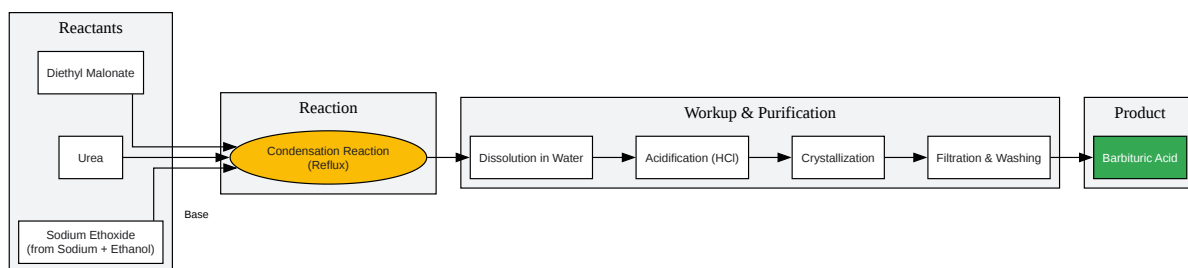 Reactants
Diethyl Malonate
Urea
Sodium Ethoxide
(from Sodium + Ethanol)
Base
Reaction
Condensation Reaction
(Reflux)
Workup & Purification
Dissolution in Water
Acidification (HCl)
Crystallization
Filtration & Washing
Product
Barbituric Acid